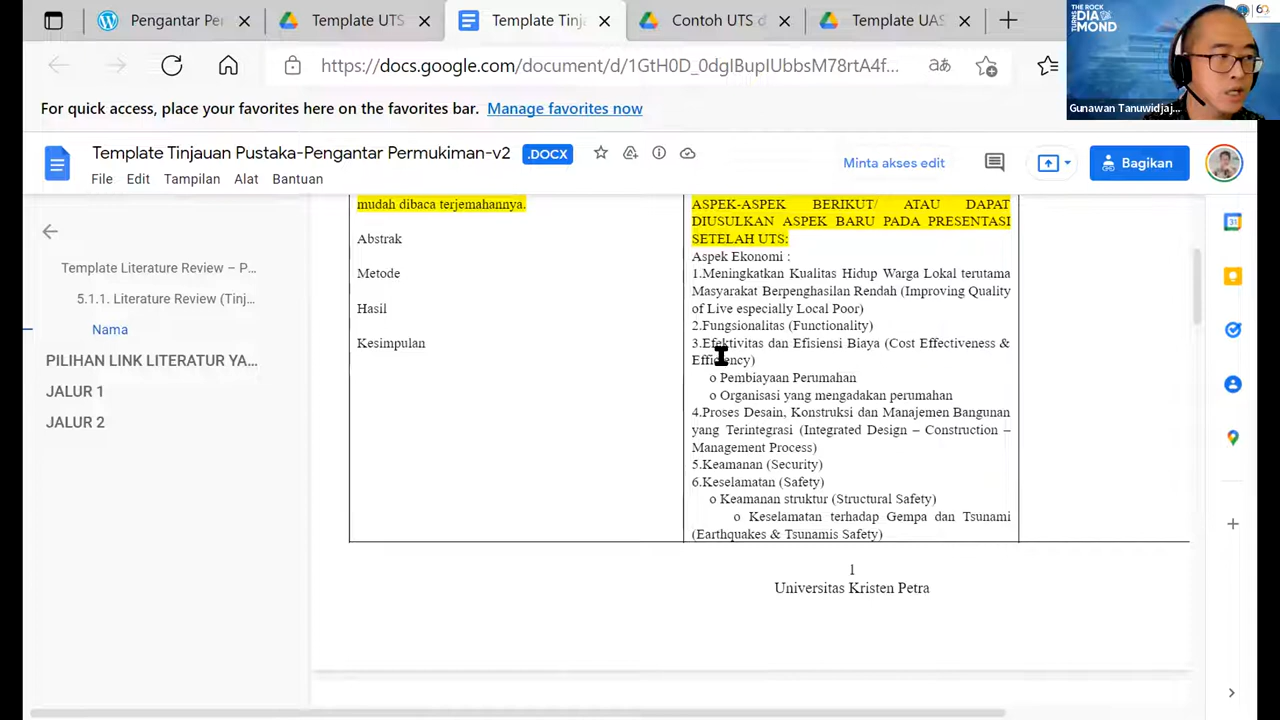 Pengantar Per
Template UTS
Template Tinj
Contoh UTS d
Template UAS
https://docs.google.com/document/d/1GtH0D_0dgIBupIUbbsM78rtA4f...
For quick access, place your favorites here on the favorites bar. Manage favorites now
THE ROCK
TURNS
DIA
MOND
Gunawan Tanuwidjaj...
Template Tinjauan Pustaka-Pengantar Permukiman-v2 .DOCX
Minta akses edit
Bagikan
File Edit Tampilan Alat Bantuan
Template Literature Review – P...
5.1.1. Literature Review (Tinj...
Nama
PILIHAN LINK LITERATUR YA...
JALUR 1
JALUR 2
mudah dibaca terjemahannya.
Abstrak
Metode
Hasil
Kesimpulan
ASPEK-ASPEK BERIKUT/ ATAU DAPAT
DIUSULKAN ASPEK BARU PADA PRESENTASI
SETELAH UTS:
Aspek Ekonomi :
1.Meningkatkan Kualitas Hidup Warga Lokal terutama
Masyarakat Berpenghasilan Rendah (Improving Quality
of Live especially Local Poor)
2.Fungsionalitas (Functionality)
3.Efektivitas dan Efisiensi Biaya (Cost Effectiveness &
Efficiency)
o Pembiayaan Perumahan
o Organisasi yang mengadakan perumahan
4.Proses Desain, Konstruksi dan Manajemen Bangunan
yang Terintegrasi (Integrated Design – Construction –
Management Process)
5.Keamanan (Security)
6.Keselamatan (Safety)
o Keamanan struktur (Structural Safety)
o Keselamatan terhadap Gempa dan Tsunami
(Earthquakes & Tsunamis Safety)
1
Universitas Kristen Petra